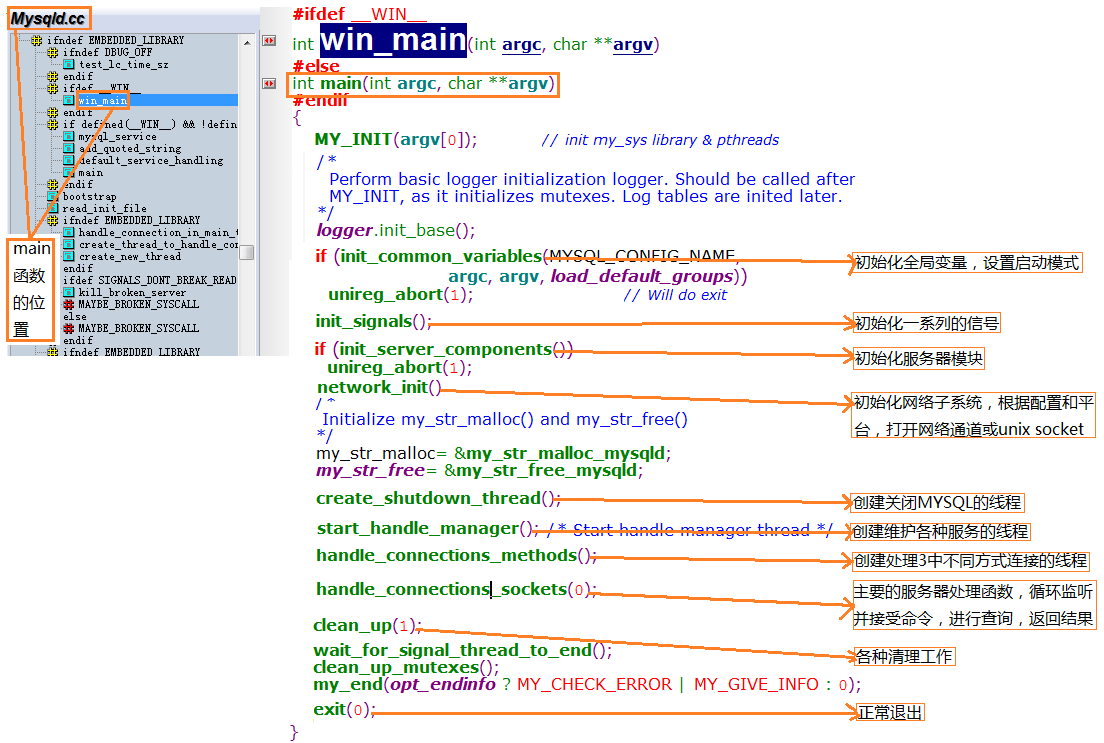 Mysqld.cc
ifndef EMBEDDED_LIBRARY
ifndef DBUG_OFF
test_lc_time_sz
endif
ifdef __WIN__
win_main
endif
if defined(__WIN__) && !defin
mysql_service
add_quoted_string
default_service_handling
main
endif
bootstrap
read_init_file
ifndef EMBEDDED_LIBRARY
handle_connection_in_main_t
create_thread_to_handle_con
create_new_thread
endif
ifdef SIGNALS_DONT_BREAK_READ
kill_broken_server
MAYBE_BROKEN_SYSCALL
else
MAYBE_BROKEN_SYSCALL
endif
ifndef EMBEDDED_LIBRARY
main
函数
的位
置
#ifdef __WIN__
int win_main(int argc, char **argv)
#else
int main(int argc, char **argv)
#endif
{
MY_INIT(argv[0]); // init my_sys library & pthreads
/*
Perform basic logger initialization logger. Should be called after
MY_INIT, as it initializes mutexes. Log tables are inited later.
*/
logger.init_base();
if (init_common_variables(MYSQL_CONFIG_NAME,
argc, argv, load_default_groups))
unireg_abort(1); // Will do exit
init_signals();
if (init_server_components())
unireg_abort(1);
network_init()
/*
Initialize my_str_malloc() and my_str_free()
*/
my_str_malloc= &my_str_malloc_mysqld;
my_str_free= &my_str_free_mysqld;
create_shutdown_thread();
start_handle_manager(); /* Start handle manager thread */
handle_connections_methods();
handle_connections_sockets(0);
clean_up(1);
wait_for_signal_thread_to_end();
clean_up_mutexes();
my_end(opt_endinfo ? MY_CHECK_ERROR | MY_GIVE_INFO : 0);
exit(0);
}
初始化全局变量，设置启动模式
初始化一系列的信号
初始化服务器模块
初始化网络子系统，根据配置和平
台，打开网络通道或unix socket
创建关闭MYSQL的线程
创建维护各种服务的线程
创建处理3中不同方式连接的线程
主要的服务器处理函数，循环监听
并接受命令，进行查询，返回结果
各种清理工作
正常退出